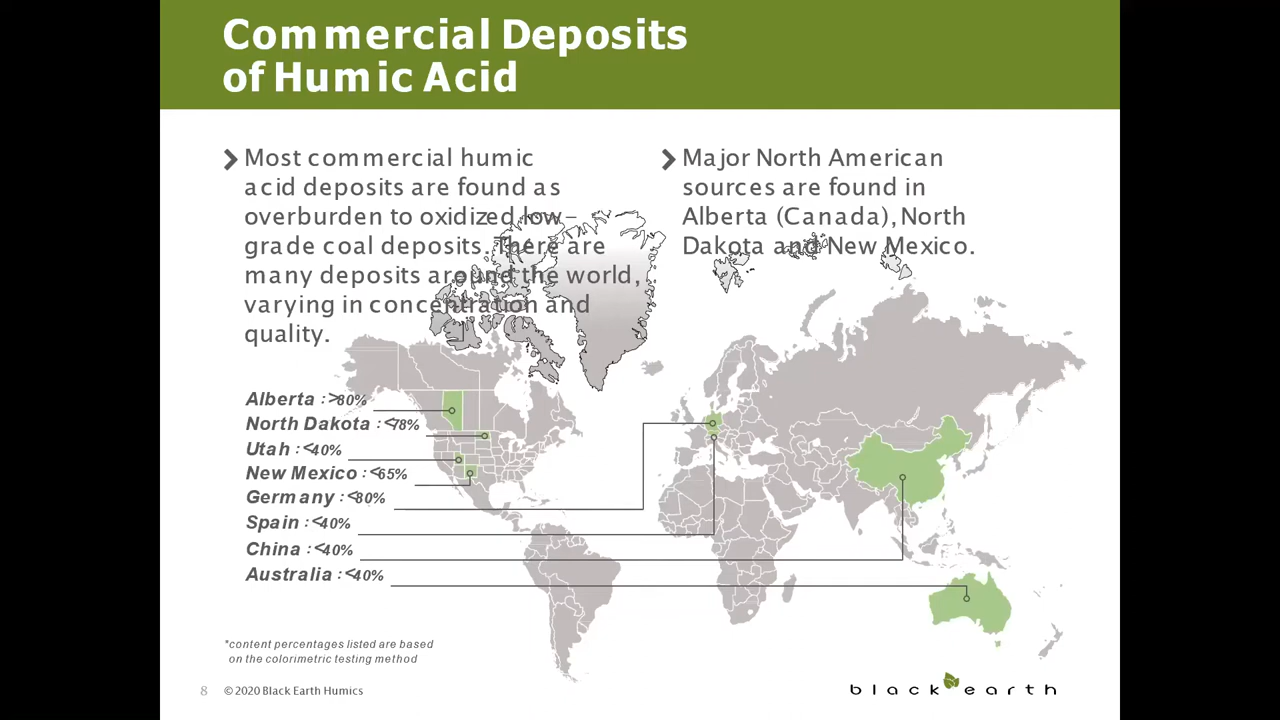 Commercial Deposits
of Humic Acid
Most commercial humic
acid deposits are found as
overburden to oxidized low-
grade coal deposits. There are
many deposits around the world,
varying in concentration and
quality.
Major North American
sources are found in
Alberta (Canada), North
Dakota and New Mexico.
Alberta : >80%
North Dakota : <78%
Utah : <40%
New Mexico : <65%
Germany : <80%
Spain : <40%
China : <40%
Australia : <40%
*content percentages listed are based
on the colorimetric testing method
8 © 2020 Black Earth Humics
black earth